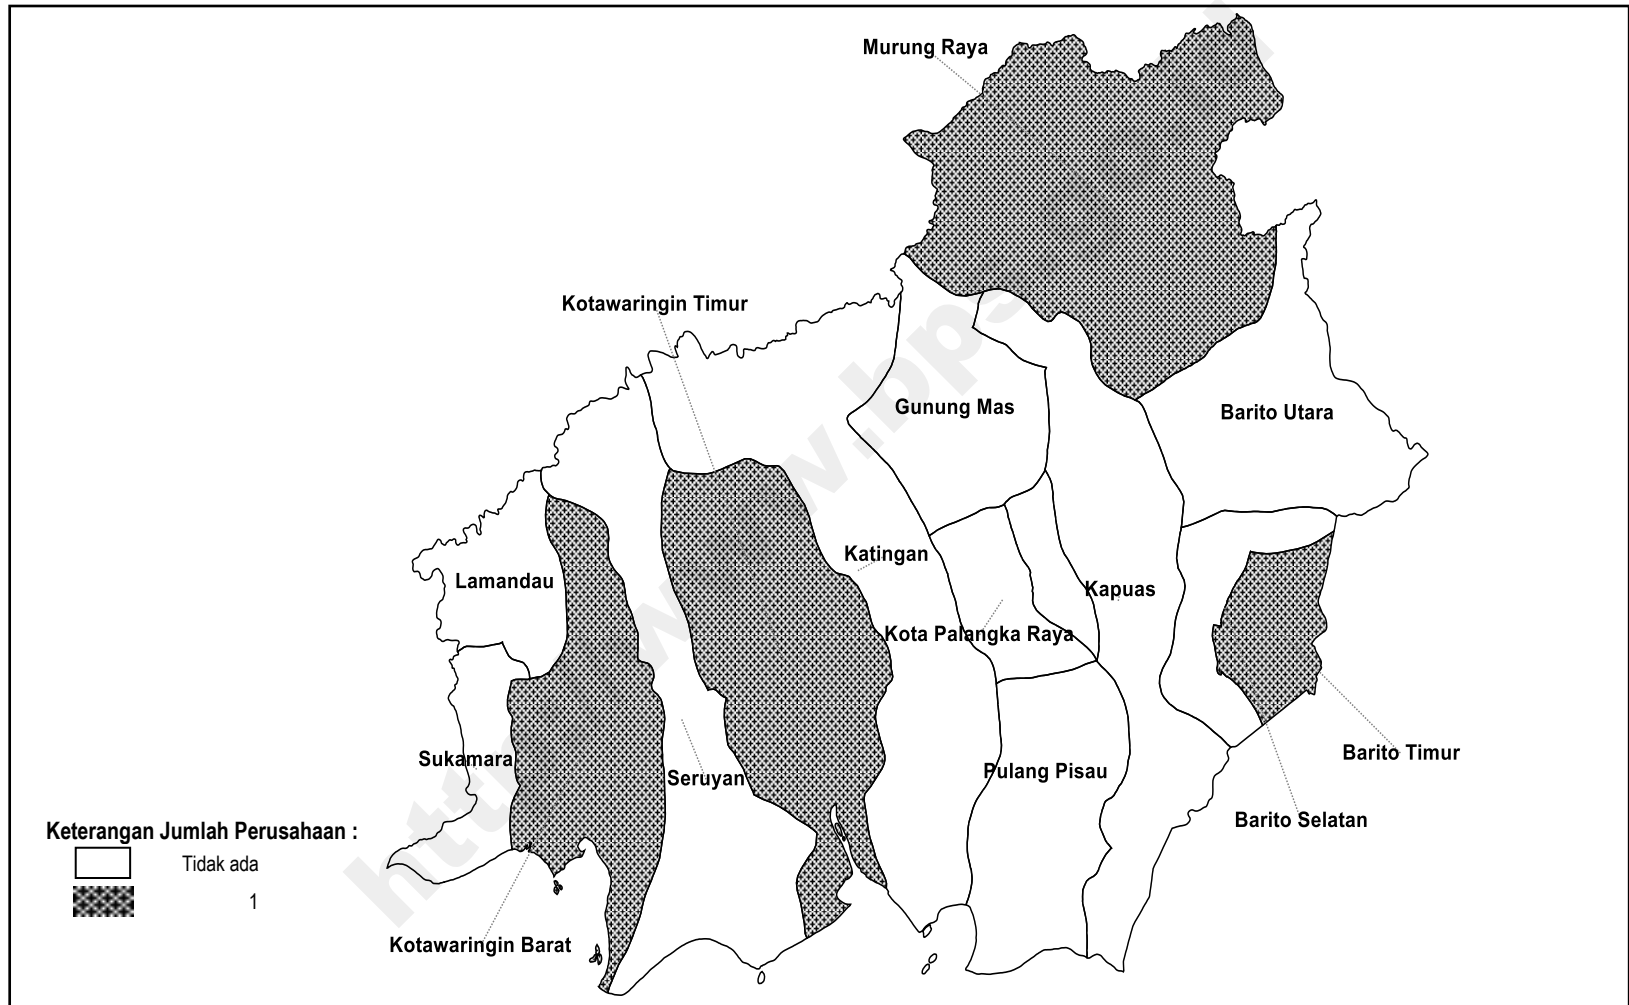 Murung Raya
Kotawaringin Timur
Gunung Mas
Barito Utara
Katingan
Lamandau
Kapuas
Kota Palangka Raya
Sukamara
Seruyan
Pulang Pisau
Barito Timur
Barito Selatan
Keterangan Jumlah Perusahaan :
Tidak ada
1
Kotawaringin Barat